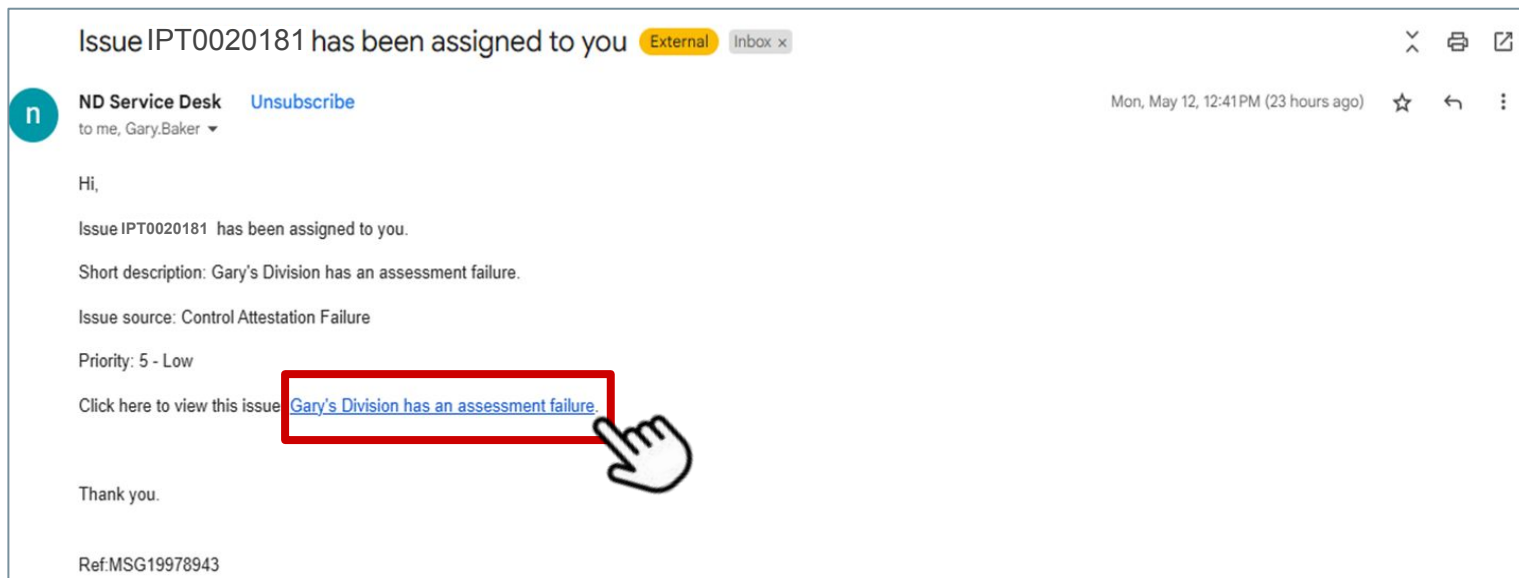 Issue IPT0020181 has been assigned to you External Inbox x
n
ND Service Desk Unsubscribe Mon, May 12, 12:41 PM (23 hours ago)
to me, Gary.Baker
Hi,
Issue IPT0020181 has been assigned to you.
Short description: Gary's Division has an assessment failure.
Issue source: Control Attestation Failure
Priority: 5 - Low
Click here to view this issue Gary's Division has an assessment failure.
Thank you.
Ref:MSG19978943